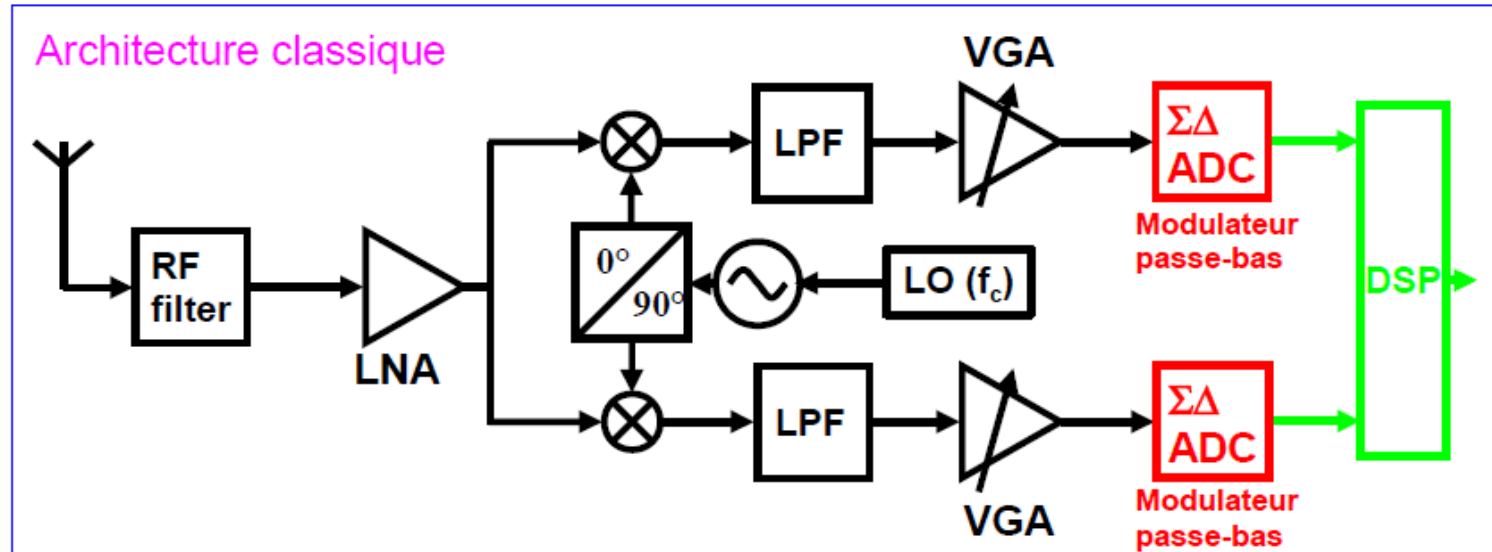 Architecture classique
VGA
LPF
ΣΔ
ADC
Modulateur
passe-bas
RF
filter
LNA
0°
90°
LO (fc)
DSP
LPF
VGA
ΣΔ
ADC
Modulateur
passe-bas